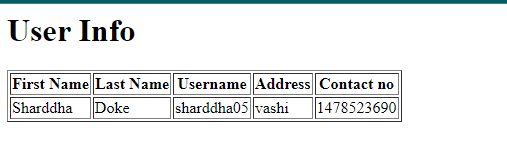 User Info
First Name Last Name Username Address Contact no
Sharddha Doke sharddha05 vashi 1478523690